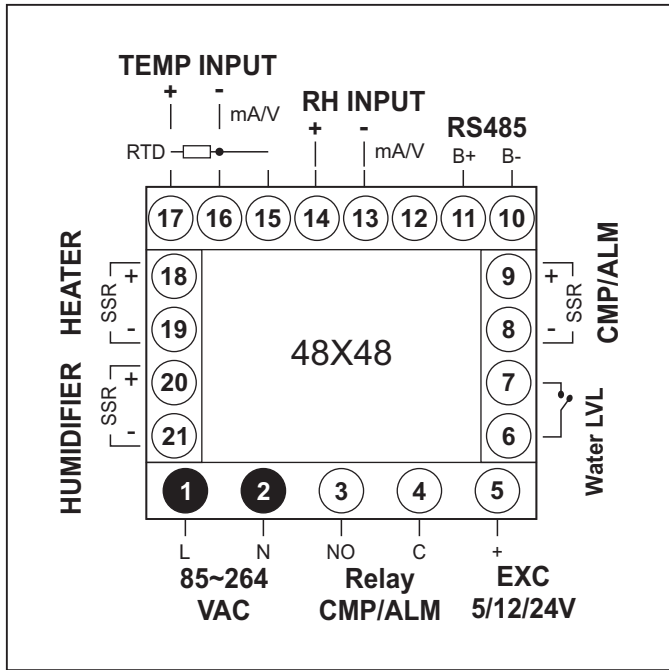 TEMP INPUT
+ -
mA/V
RH INPUT
+ -
mA/V
RS485
B+ B-
RTD
17 16 15 14 13 12 11 10
HEATER
SSR
+
-
18
19
HUMIDIFIER
SSR
+
-
20
21
48X48
9
8
+
-
SSR
CMP/ALM
7
6
Water LVL
1 2 3 4 5
L N NO C +
85~264
VAC
Relay
CMP/ALM
EXC
5/12/24V